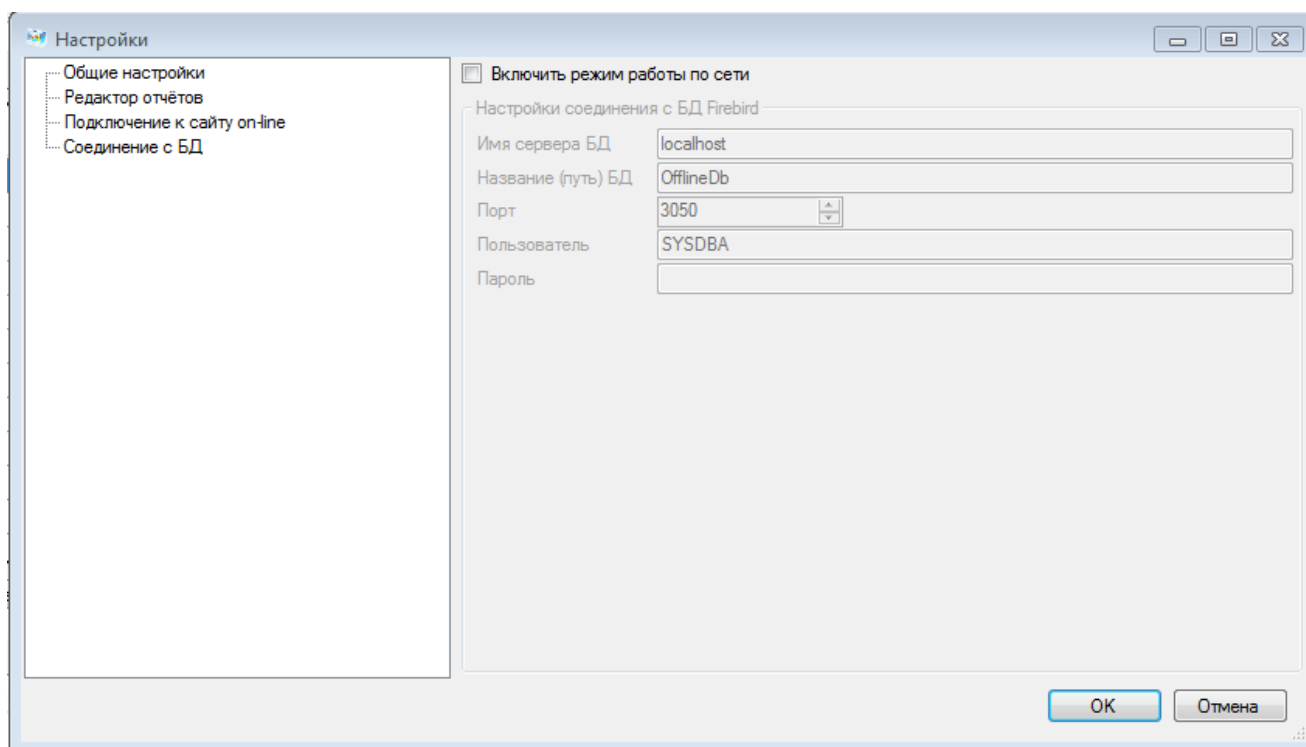 Настройки
Общие настройки
Редактор отчётов
Подключение к сайту on-line
Соединение с БД
Включить режим работы по сети
Настройки соединения с БД Firebird
Имя сервера БД localhost
Название (путь) БД OfflineDb
Порт 3050
Пользователь SYSDBA
Пароль
OK Отмена